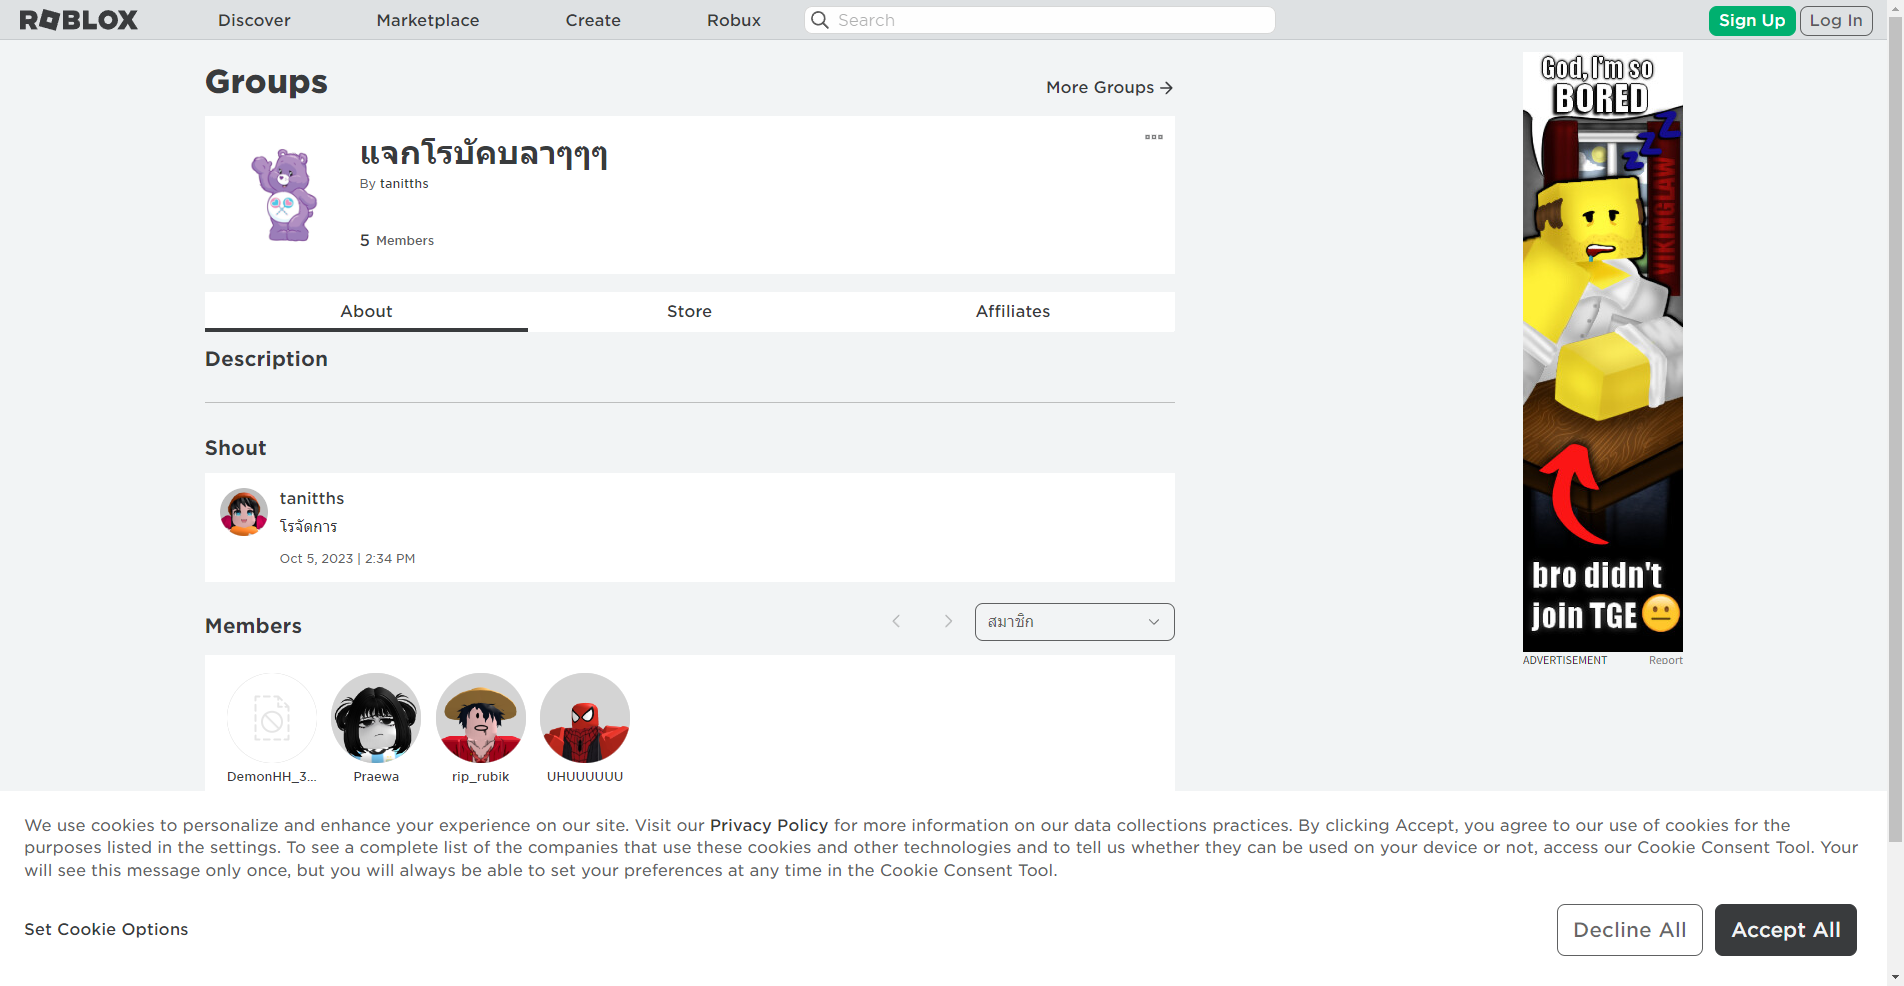 ROBLOX
Discover
Marketplace
Create
Robux
Search
Sign Up
Log In
Groups
More Groups
แจกโรบัคบลาๆๆๆ
By tanitths
5 Members
About
Store
Affiliates
Description
Shout
tanitths
โรจัดการ
Oct 5, 2023 | 2:34 PM
Members
สมาชิก
DemonHH_3...
Praewa
rip_rubik
UHUUUUUU
God, I'm so
BORED
zzz
VIKINGLAW
bro didn't
join TGE
ADVERTISEMENT
Report
We use cookies to personalize and enhance your experience on our site. Visit our Privacy Policy for more information on our data collections practices. By clicking Accept, you agree to our use of cookies for the
purposes listed in the settings. To see a complete list of the companies that use these cookies and other technologies and to tell us whether they can be used on your device or not, access our Cookie Consent Tool. Your
will see this message only once, but you will always be able to set your preferences at any time in the Cookie Consent Tool.
Set Cookie Options
Decline All
Accept All